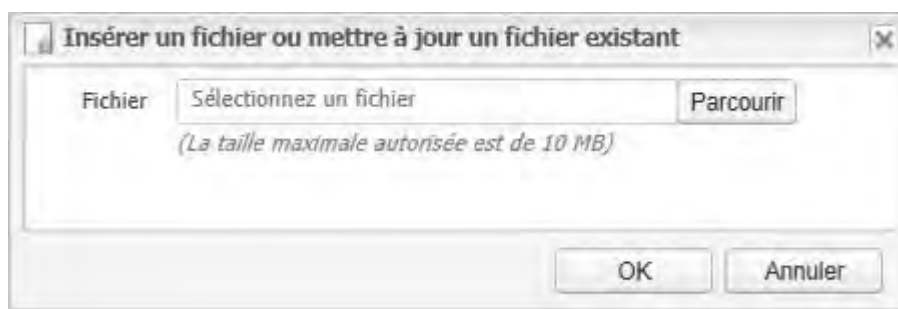 Insérer un fichier ou mettre à jour un fichier existant
Fichier Sélectionnez un fichier Parcourir
(La taille maximale autorisée est de 10 MB)
OK Annuler